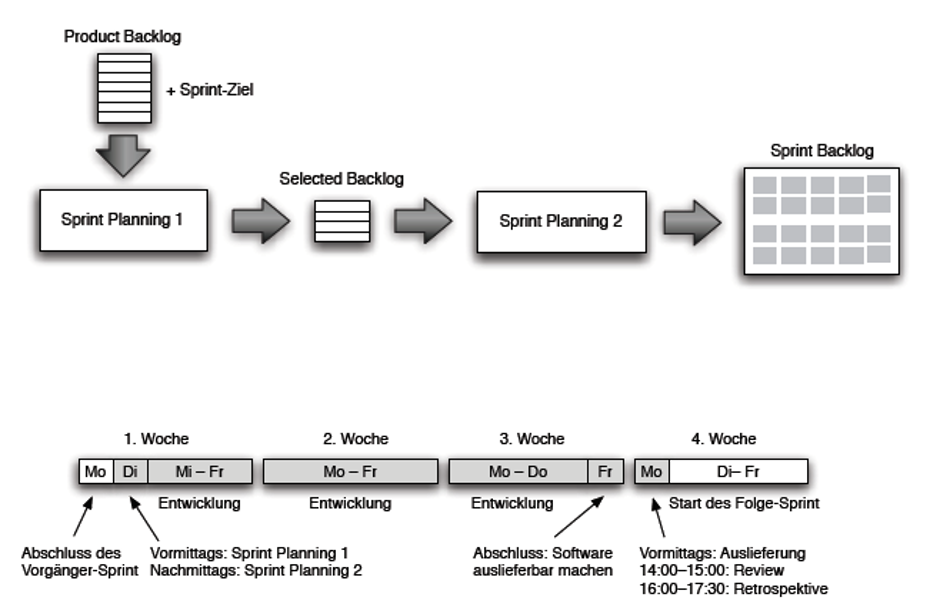 Product Backlog
+ Sprint-Ziel
Sprint Planning 1
Selected Backlog
Sprint Planning 2
Sprint Backlog
1. Woche
2. Woche
3. Woche
4. Woche
Mo
Di
Mi – Fr
Mo – Fr
Mo – Do
Fr
Mo
Di– Fr
Entwicklung
Entwicklung
Entwicklung
Start des Folge-Sprint
Abschluss des
Vorgänger-Sprint
Vormittags: Sprint Planning 1
Nachmittags: Sprint Planning 2
Abschluss: Software
auslieferbar machen
Vormittags: Auslieferung
14:00–15:00: Review
16:00–17:30: Retrospektive